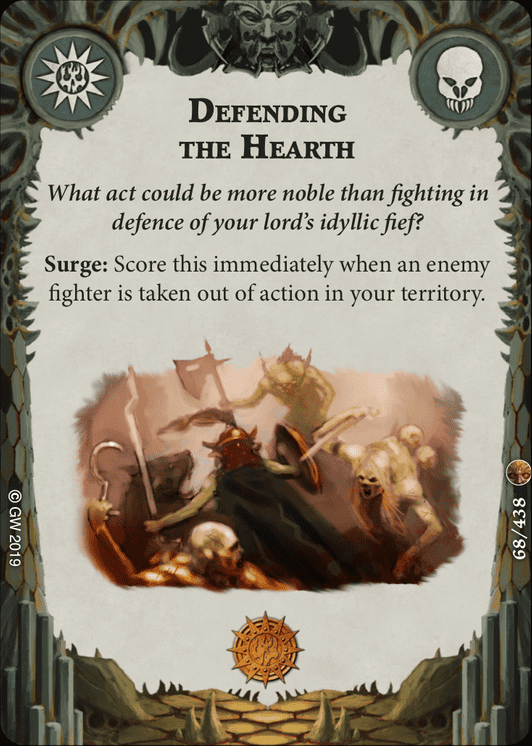 Defending
the Hearth
What act could be more noble than fighting in
defence of your lord's idyllic fief?
Surge: Score this immediately when an enemy
fighter is taken out of action in your territory.
© GW 2019
68/438